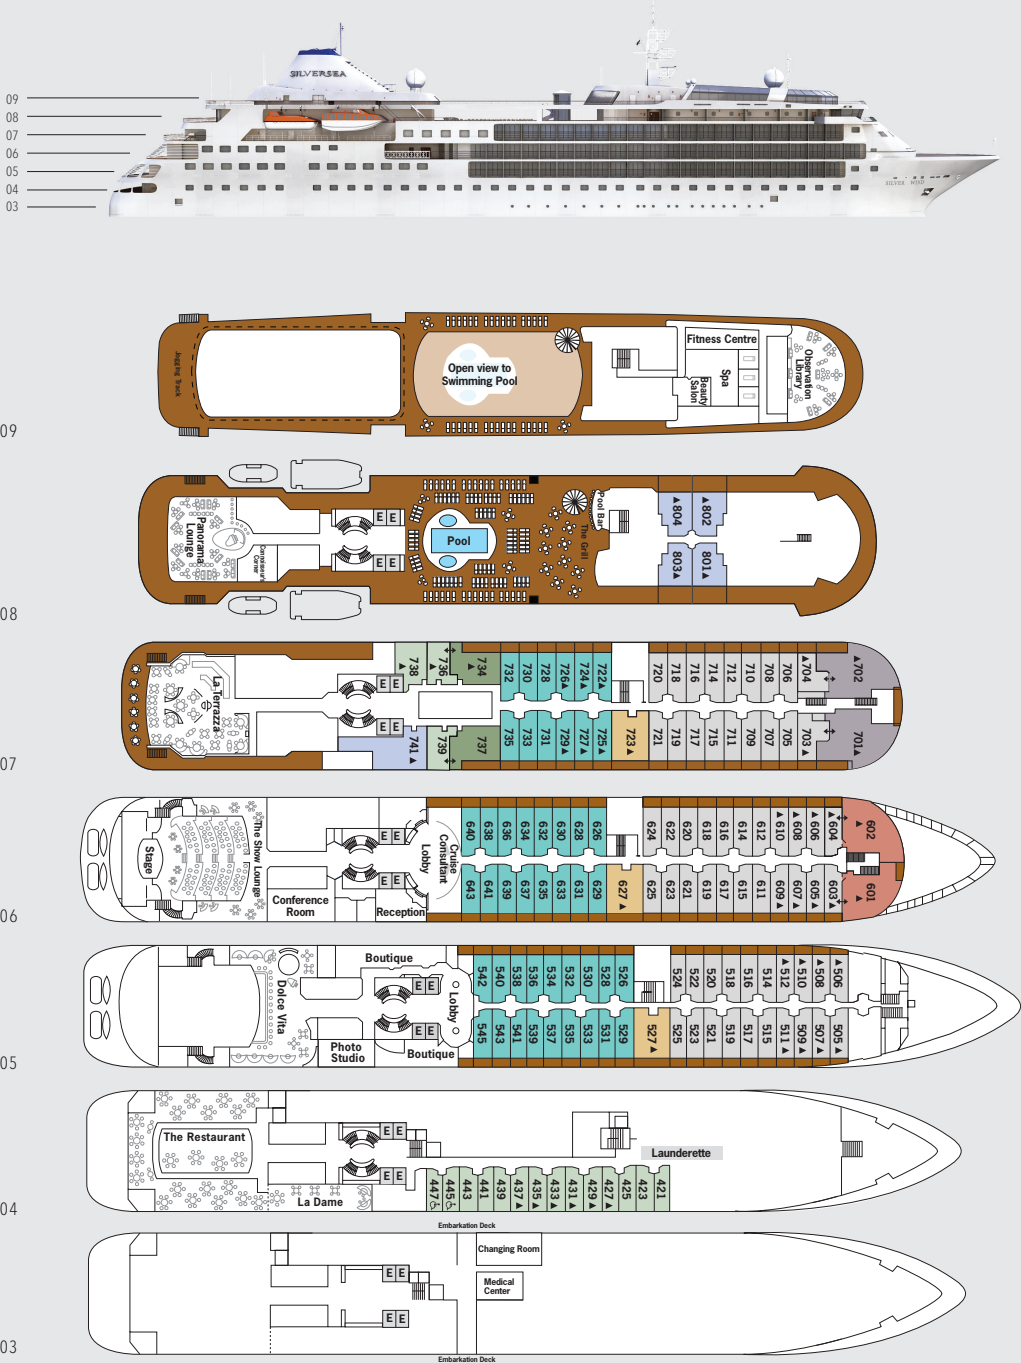 SILVERSEA
09
08
07
06
05
04
03
SILVER WIND
Jogging Track
Open view to
Swimming Pool
Fitness Centre
Spa
Beauty
Salon
Observation
Library
09
Panorama
Lounge
Connoisseur's
Corner
E E
E E
Pool
The Grill
Pool Bar
804 802
803 801
08
La Terrazza
E E
E E
738 736 734 732 730 728 726 724 722 720 718 716 714 712 710 708 706 704 702
741 739 737 735 733 731 729 727 725 723 721 719 717 715 711 709 707 705 703 701
07
Stage
The Show Lounge
Conference
Room
E E
E E
Reception
Lobby
Cruise
Consultant
640 638 636 634 632 630 628 626 624 622 620 618 616 614 612 610 608 606 604 602
643 641 639 637 635 633 631 629 627 625 623 621 619 617 615 611 609 607 605 603 601
06
Dolce Vita
Boutique
E E
E E
Lobby
Photo
Studio
Boutique
542 540 538 536 534 532 530 528 526 524 522 520 518 516 514 512 510 508 506
545 543 541 539 537 535 533 531 529 527 525 523 521 519 517 515 511 509 507 505
05
The Restaurant
E E
E E
La Dame
Launderette
447 445 443 441 439 437 435 433 431 429 427 425 423 421
04
Embarkation Deck
Changing Room
Medical
Center
E E
E E
03
Embarkation Deck